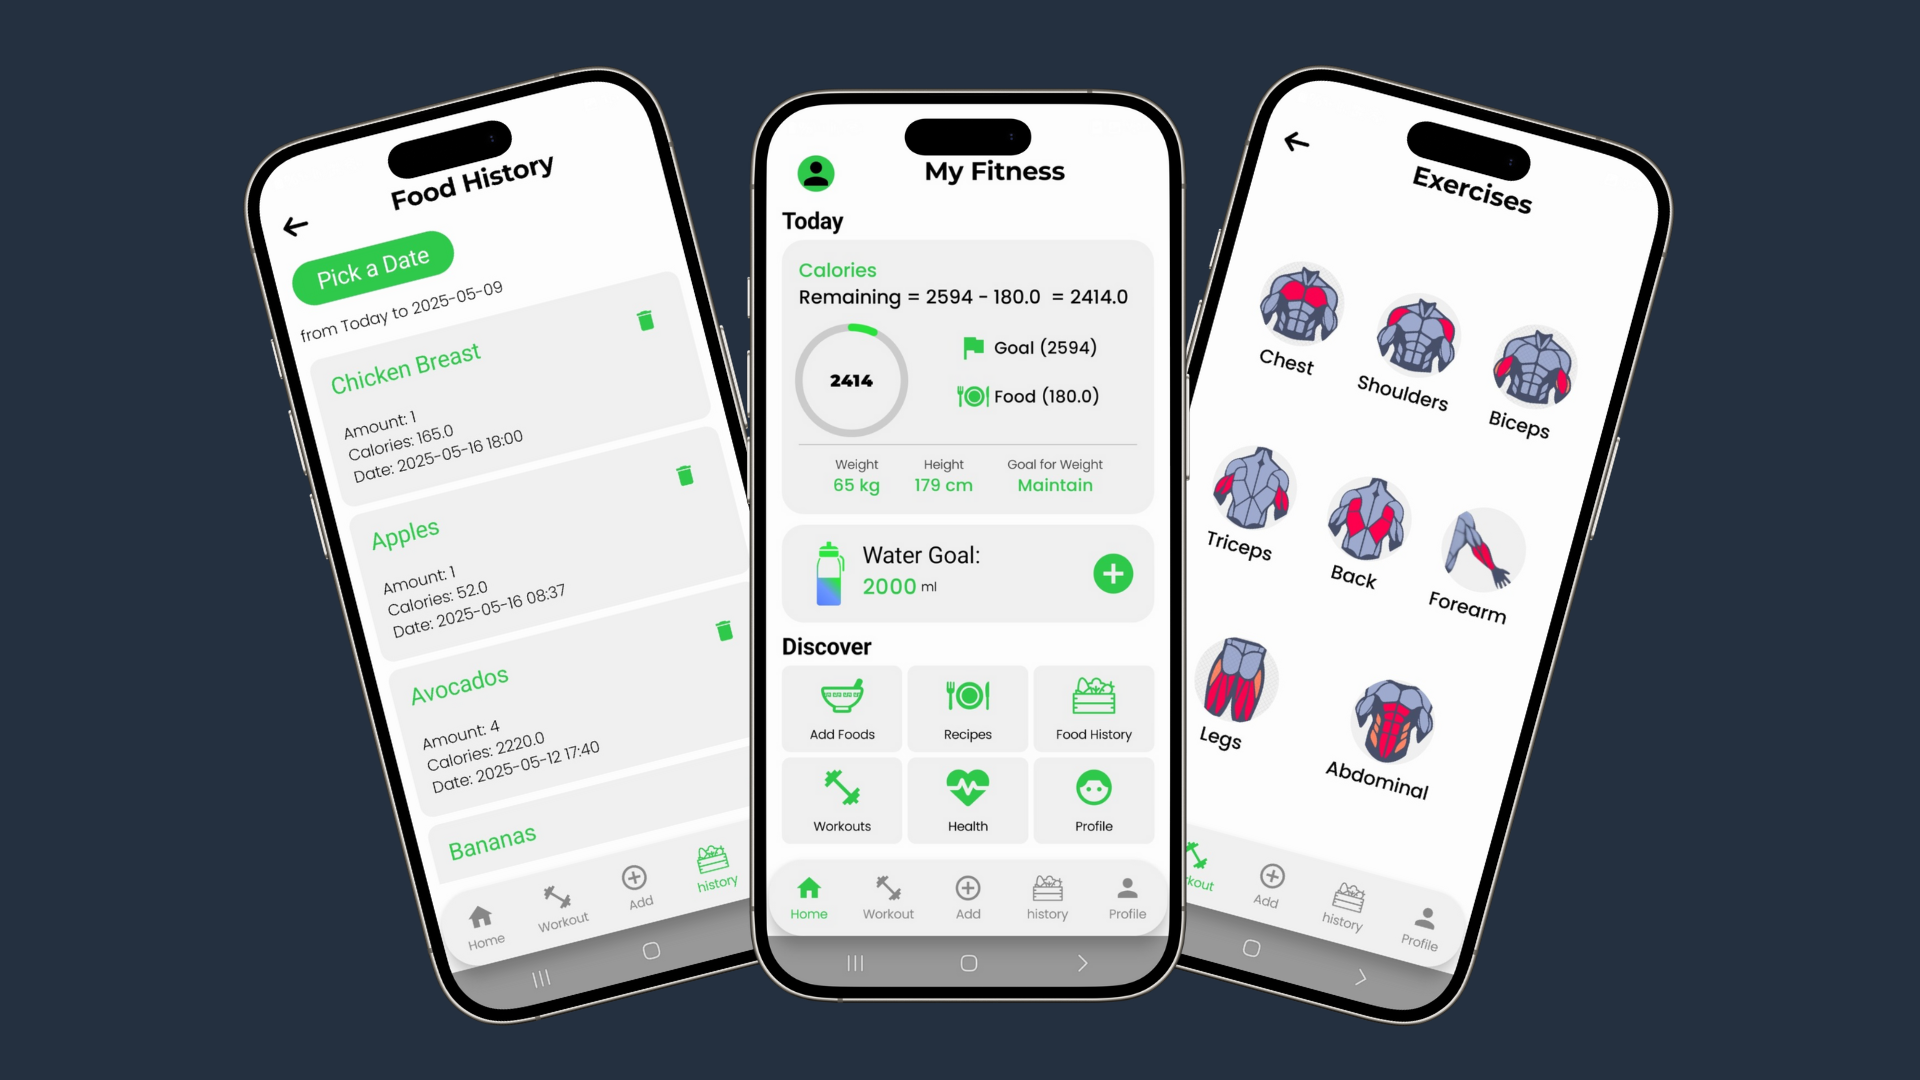 Food History
Pick a Date
from Today to 2025-05-09
Chicken Breast
Amount: 1
Calories: 165.0
Date: 2025-05-16 18:00
Apples
Amount: 1
Calories: 52.0
Date: 2025-05-16 08:37
Avocados
Amount: 4
Calories: 2220.0
Date: 2025-05-12 17:40
Bananas
Home
Workout
Add
history
My Fitness
Today
Calories
Remaining = 2594 - 180.0 = 2414.0
2414
Goal (2594)
Food (180.0)
Weight
65 kg
Height
179 cm
Goal for Weight
Maintain
Water Goal:
2000 ml
Discover
Add Foods
Recipes
Food History
Workouts
Health
Profile
Home
Workout
Add
history
Profile
Exercises
Chest
Shoulders
Biceps
Triceps
Back
Forearm
Legs
Abdominal
kout
Add
history
Profile